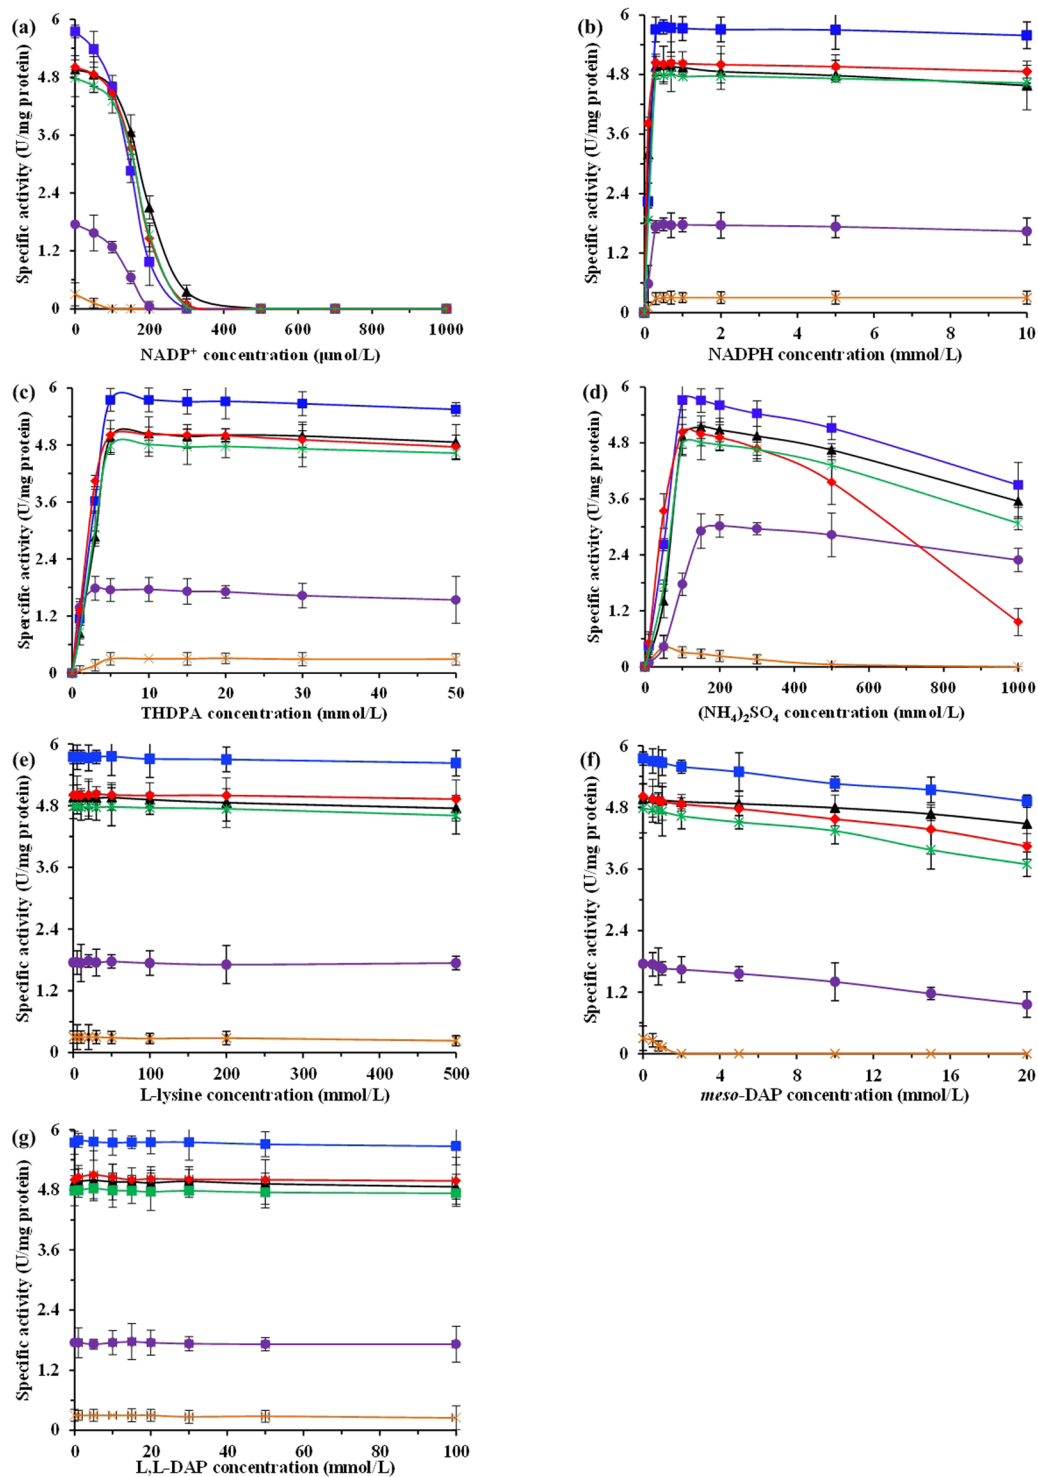 (a)
Specific activity (U/mg protein)
6
4.8
3.6
2.4
1.2
0
0 200 400 600 800 1000
NADP⁺ concentration (μmol/L)
(b)
Specific activity (U/mg protein)
6
4.8
3.6
2.4
1.2
0
0 2 4 6 8 10
NADPH concentration (mmol/L)
(c)
Spercific activity (U/mg protein)
6
4.8
3.6
2.4
1.2
0
0 10 20 30 40 50
THDPA concentration (mmol/L)
(d)
Specific activity (U/mg protein)
6
4.8
3.6
2.4
1.2
0
0 200 400 600 800 1000
(NH₄)₂SO₄ concentration (mmol/L)
(e)
Specific activity (U/mg protein)
6
4.8
3.6
2.4
1.2
0
0 100 200 300 400 500
L-lysine concentration (mmol/L)
(f)
Specific activity (U/mg protein)
6
4.8
3.6
2.4
1.2
0
0 4 8 12 16 20
meso-DAP concentration (mmol/L)
(g)
Specific activity (U/mg protein)
6
4.8
3.6
2.4
1.2
0
0 20 40 60 80 100
L,L-DAP concentration (mmol/L)